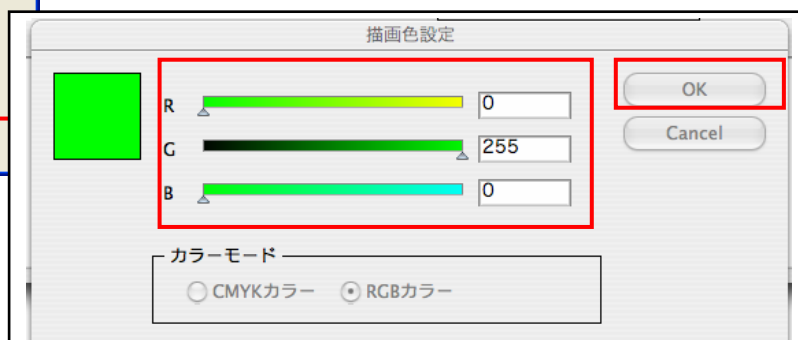 描画色設定
R 0
OK
G 255
Cancel
B 0
カラーモード
CMYKカラー RGBカラー